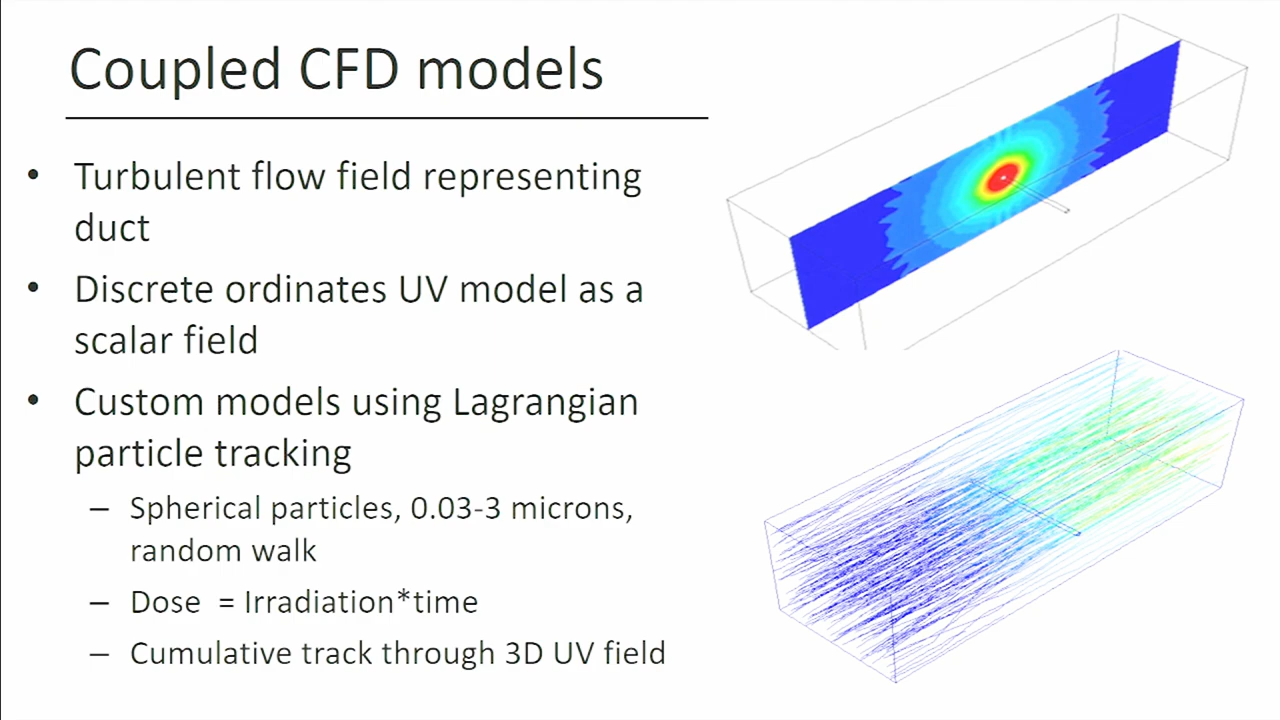 Coupled CFD models
• Turbulent flow field representing
duct
• Discrete ordinates UV model as a
scalar field
• Custom models using Lagrangian
particle tracking
– Spherical particles, 0.03-3 microns,
random walk
– Dose = Irradiation*time
– Cumulative track through 3D UV field